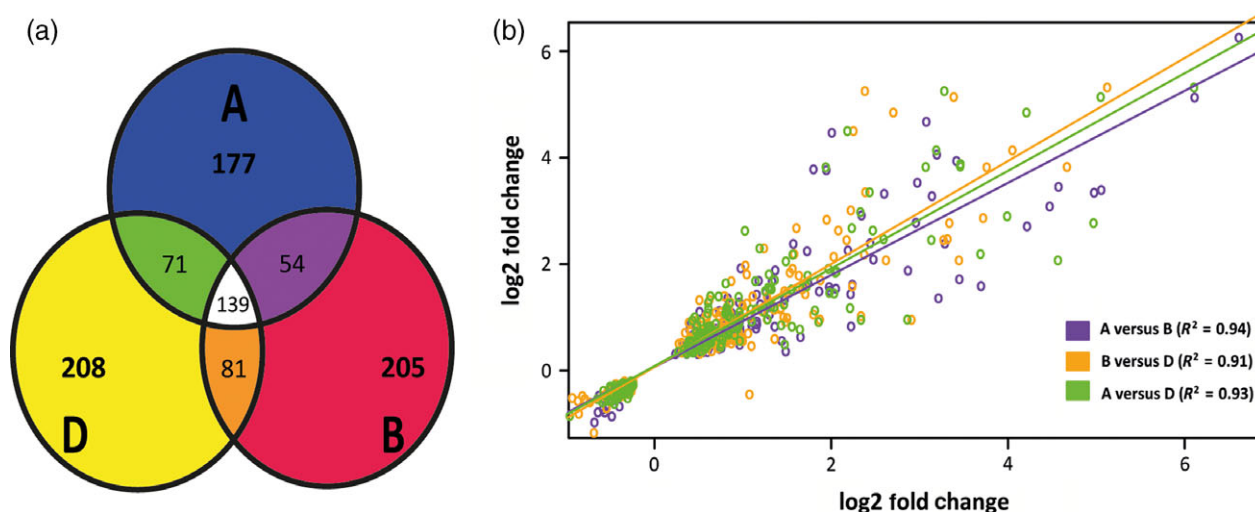 (a)
A
177
71
54
139
208
81
205
D
B
(b)
log2 fold change
6
4
2
0
0
2
4
6
log2 fold change
A versus B (R² = 0.94)
B versus D (R² = 0.91)
A versus D (R² = 0.93)